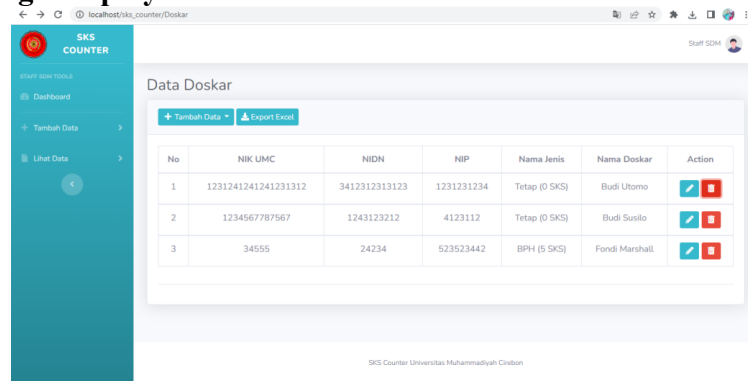 localhost/sks_counter/Doskar
SKS
COUNTER
Staff SDM
STAFF SDM TOOLS
Dashboard
Tambah Data
Lihat Data
Data Doskar
Tambah Data Export Excel
No NIK UMC NIDN NIP Nama Jenis Nama Doskar Action
1 1231241241241231312 3412312313123 1231231234 Tetap (0 SKS) Budi Utomo
2 1234567787567 1243123212 4123112 Tetap (0 SKS) Budi Susilo
3 34555 24234 523523442 BPH (5 SKS) Fondi Marshall
SKS Counter Universitas Muhammadiyah Cirebon